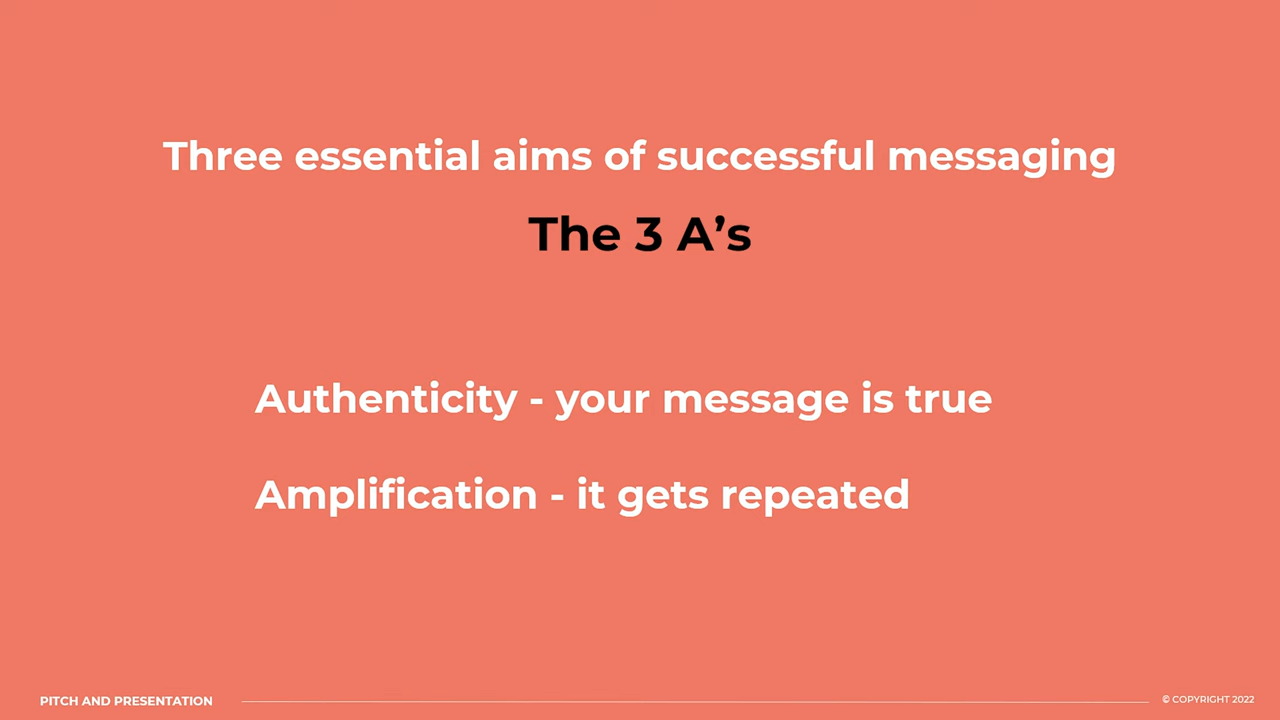 Three essential aims of successful messaging
The 3 A’s
Authenticity - your message is true
Amplification - it gets repeated
PITCH AND PRESENTATION
© COPYRIGHT 2022